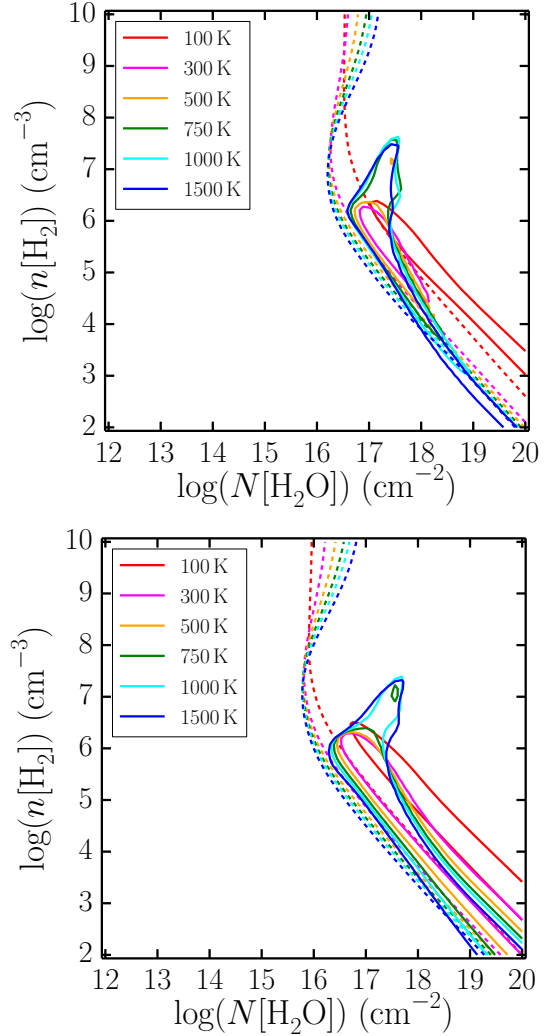 10
9
8
7
6
5
4
3
2
log(n[H₂]) (cm⁻³)
100 K
300 K
500 K
750 K
1000 K
1500 K
12 13 14 15 16 17 18 19 20
log(N[H₂O]) (cm⁻²)
10
9
8
7
6
5
4
3
2
log(n[H₂]) (cm⁻³)
100 K
300 K
500 K
750 K
1000 K
1500 K
12 13 14 15 16 17 18 19 20
log(N[H₂O]) (cm⁻²)